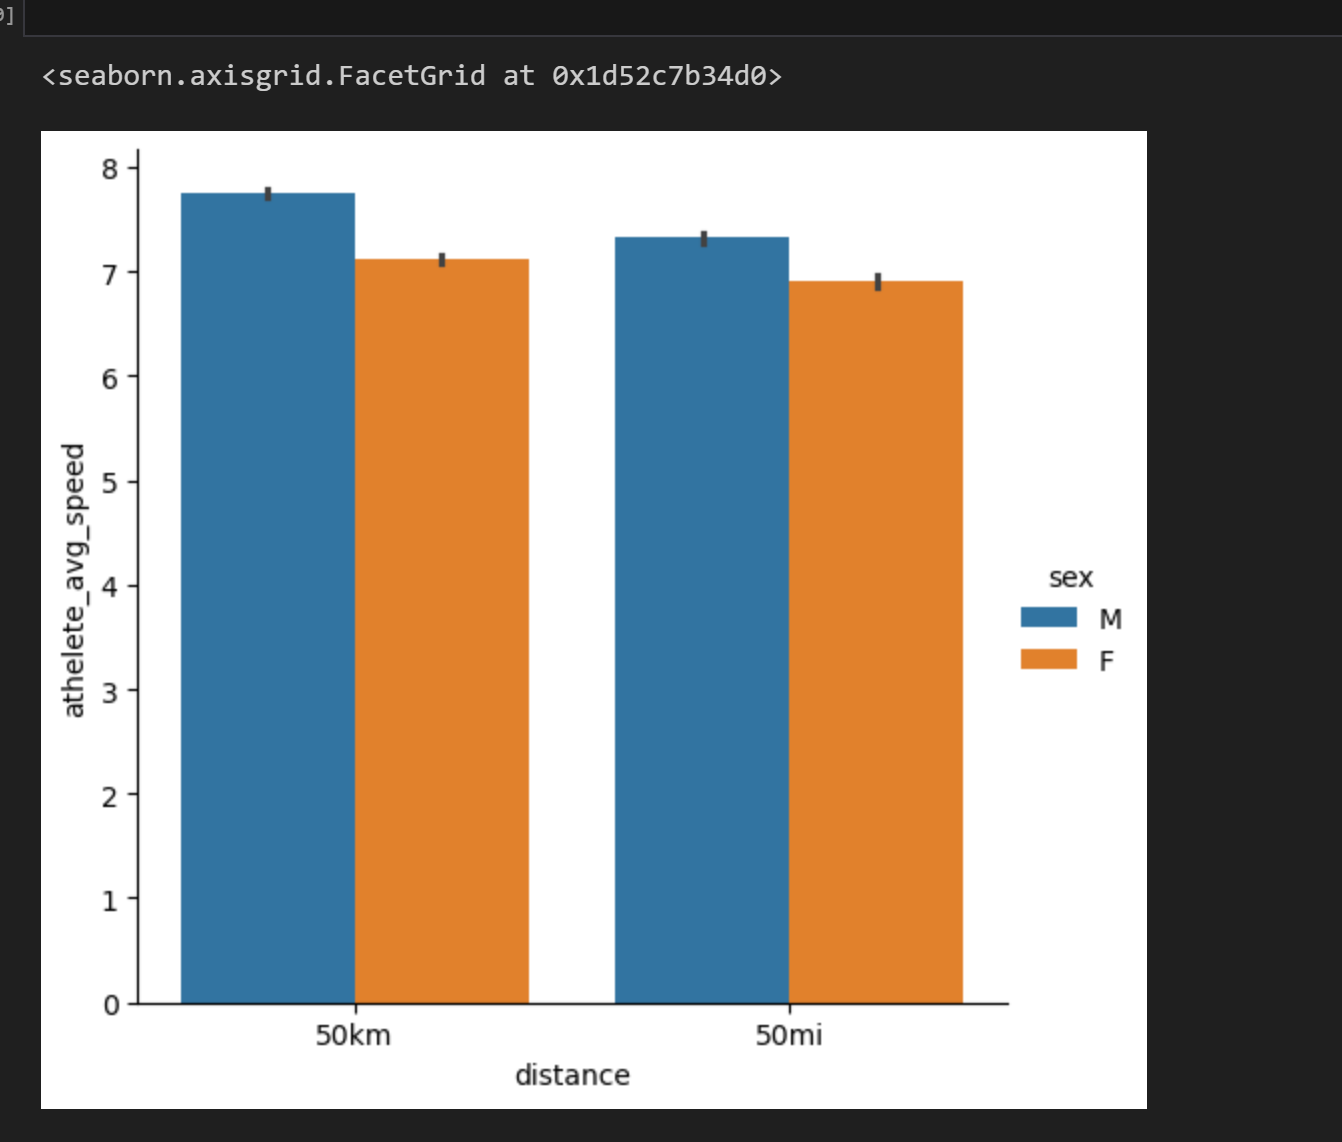 0]
<seaborn.axisgrid.FacetGrid at 0x1d52c7b34d0>
8
7
6
5
4
3
2
1
0
athelete_avg_speed
50km
50mi
distance
sex
M
F